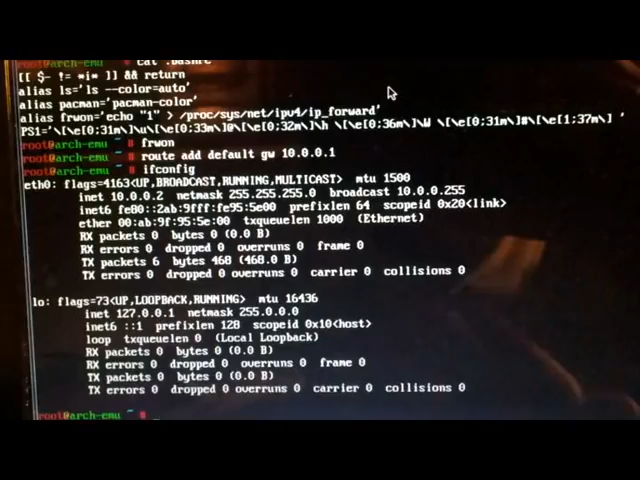 root@arch-emu ~ # cat .bashrc
[[ $- != *i* ]] && return
alias ls='ls --color=auto'
alias pacman='pacman-color'
alias frwon='echo "1" > /proc/sys/net/ipv4/ip_forward'
PS1='\[\e[0;31m\]\u\[\e[0;33m\]@\[\e[0;32m\]\h \[\e[0;36m\]\W \[\e[0;31m\]#\[\e[1;37m\] '
root@arch-emu ~ # frwon
root@arch-emu ~ # route add default gw 10.0.0.1
root@arch-emu ~ # ifconfig
eth0: flags=4163<UP,BROADCAST,RUNNING,MULTICAST> mtu 1500
inet 10.0.0.2 netmask 255.255.255.0 broadcast 10.0.0.255
inet6 fe80::2ab:9fff:fe95:5e00 prefixlen 64 scopeid 0x20<link>
ether 00:ab:9f:95:5e:00 txqueuelen 1000 (Ethernet)
RX packets 0 bytes 0 (0.0 B)
RX errors 0 dropped 0 overruns 0 frame 0
TX packets 6 bytes 468 (468.0 B)
TX errors 0 dropped 0 overruns 0 carrier 0 collisions 0
lo: flags=73<UP,LOOPBACK,RUNNING> mtu 16436
inet 127.0.0.1 netmask 255.0.0.0
inet6 ::1 prefixlen 128 scopeid 0x10<host>
loop txqueuelen 0 (Local Loopback)
RX packets 0 bytes 0 (0.0 B)
RX errors 0 dropped 0 overruns 0 frame 0
TX packets 0 bytes 0 (0.0 B)
TX errors 0 dropped 0 overruns 0 carrier 0 collisions 0
root@arch-emu ~ # _